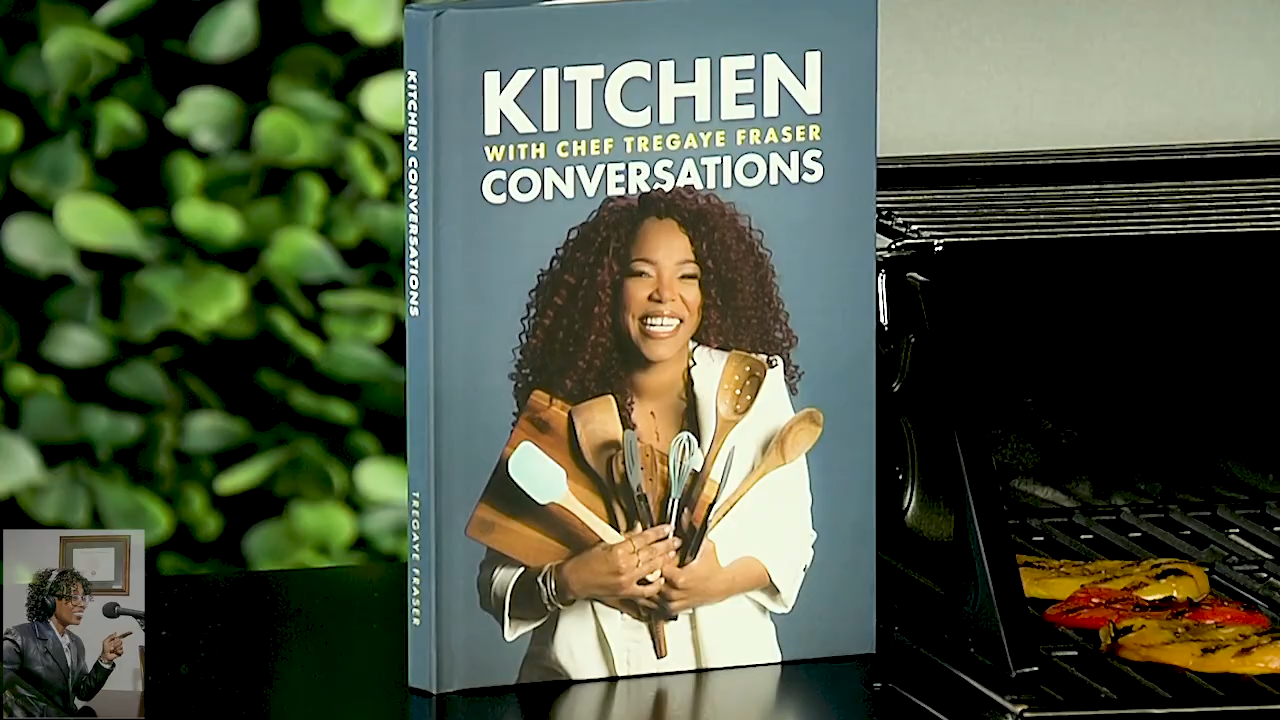 KITCHEN
WITH CHEF TREGAYE FRASER
CONVERSATIONS
KITCHEN CONVERSATIONS
TREGAYE FRASER